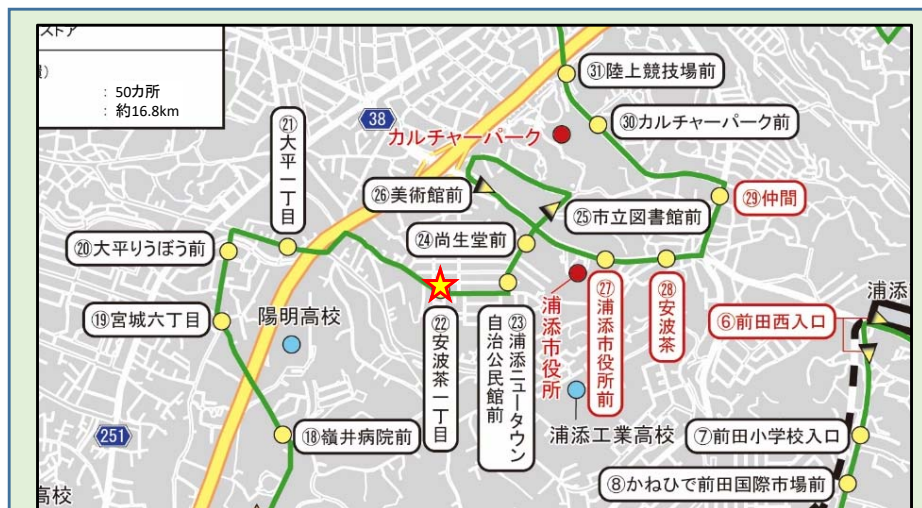 ストア
: 50カ所
: 約16.8km
38
㉑大平一丁目
カルチャーパーク
㉛陸上競技場前
㉚カルチャーパーク前
㉖美術館前
㉙仲間
㉕市立図書館前
⑳大平りうぼう前
㉔尚生堂前
⑲宮城六丁目
陽明高校
㉒安波茶一丁目
㉓浦添ニュータウン
自治公民館前
浦添市役所
㉗浦添市役所前
㉘安波茶
浦添
⑥前田西入口
251
⑱嶺井病院前
浦添工業高校
⑦前田小学校入口
⑧かねひで前田国際市場前
高校